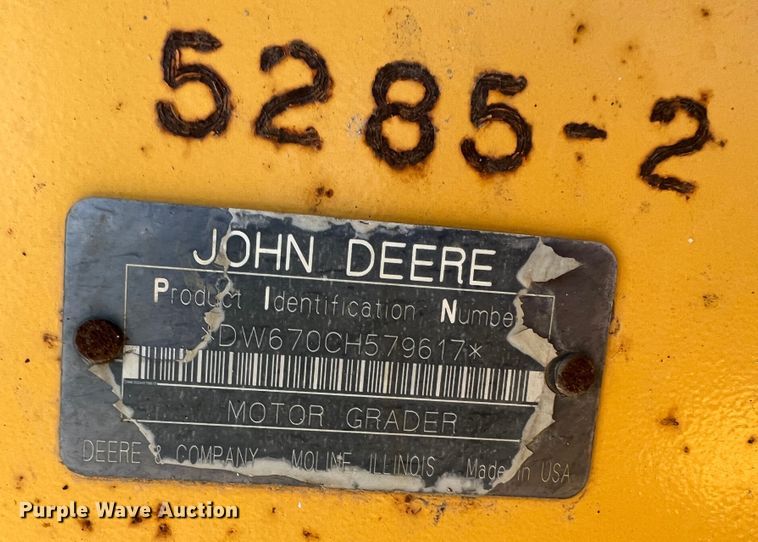 5285-2
JOHN DEERE
Product Identification Numbe
*DW670CH579617*
MOTOR GRADER
DEERE & COMPANY MOLINE, ILLINOIS Made in USA
Purple Wave Auction